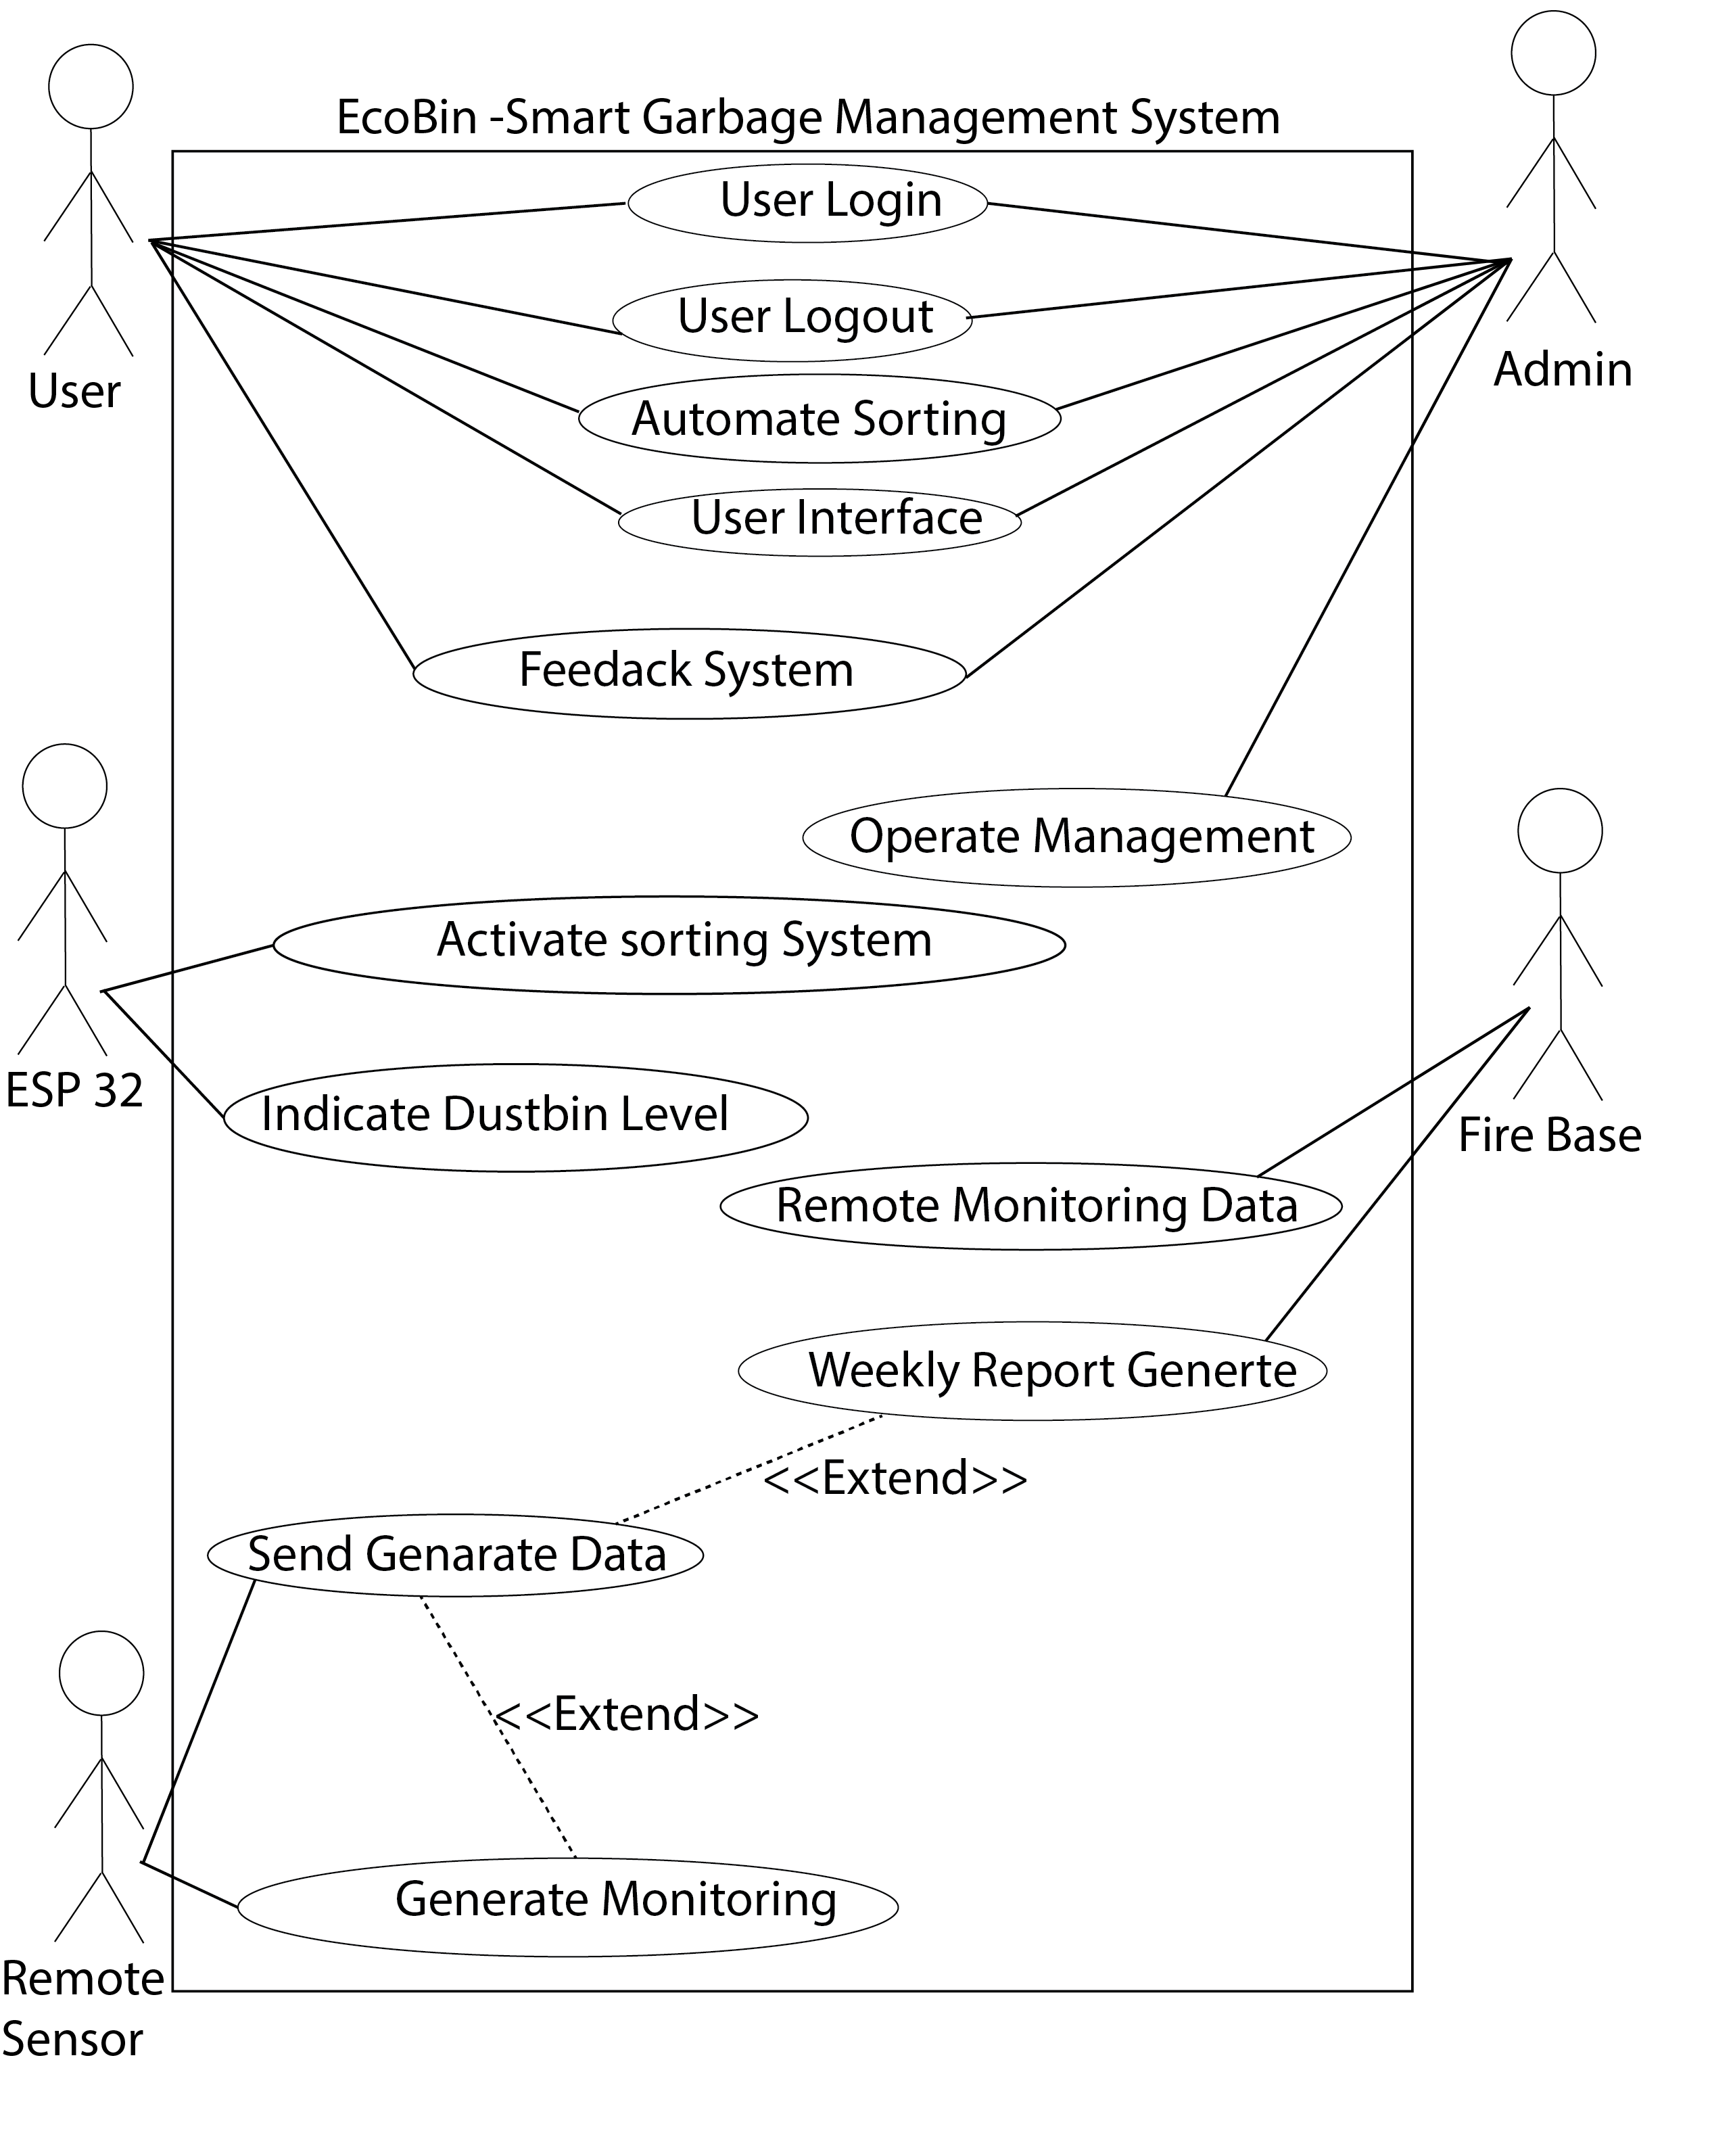 EcoBin -Smart Garbage Management System
User Login
User Logout
User
Admin
Automate Sorting
User Interface
Feedack System
Operate Management
Activate sorting System
ESP 32
Indicate Dustbin Level
Fire Base
Remote Monitoring Data
Weekly Report Generte
<<Extend>>
Send Genarate Data
<<Extend>>
Generate Monitoring
Remote
Sensor